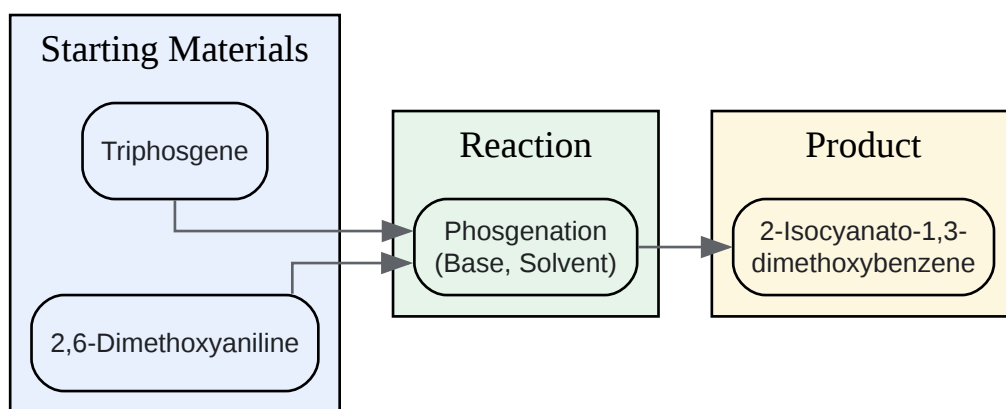 Starting Materials
Triphosgene
2,6-Dimethoxyaniline
Reaction
Phosgenation
(Base, Solvent)
Product
2-Isocyanato-1,3-
dimethoxybenzene